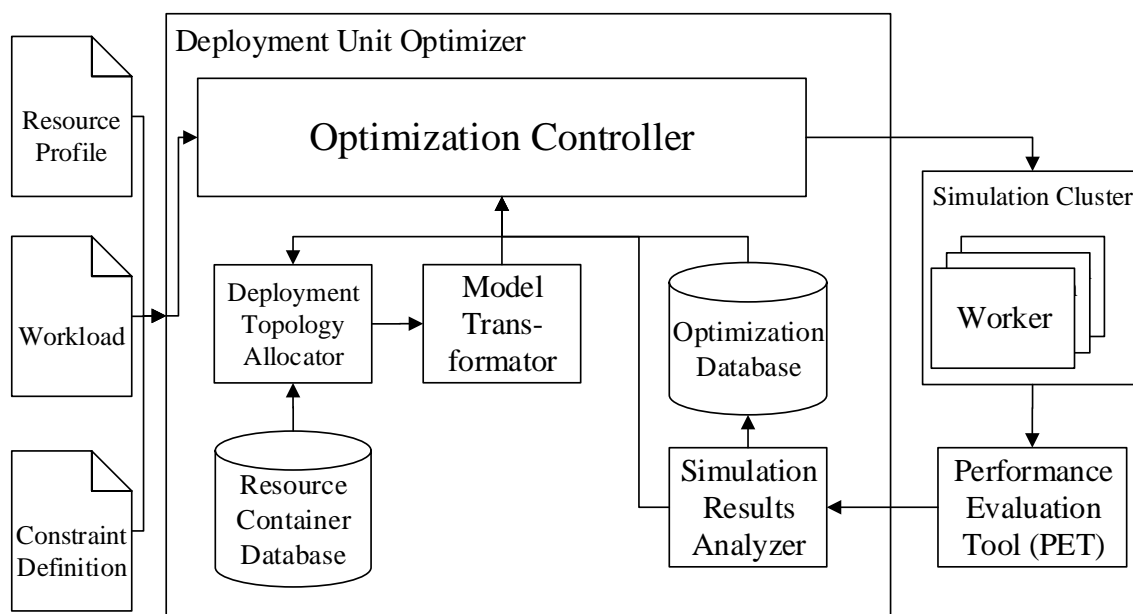 Deployment Unit Optimizer
Resource
Profile
Optimization Controller
Simulation Cluster
Worker
Workload
Deployment
Topology
Allocator
Model
Trans-
formator
Optimization
Database
Resource
Container
Database
Simulation
Results
Analyzer
Performance
Evaluation
Tool (PET)
Constraint
Definition